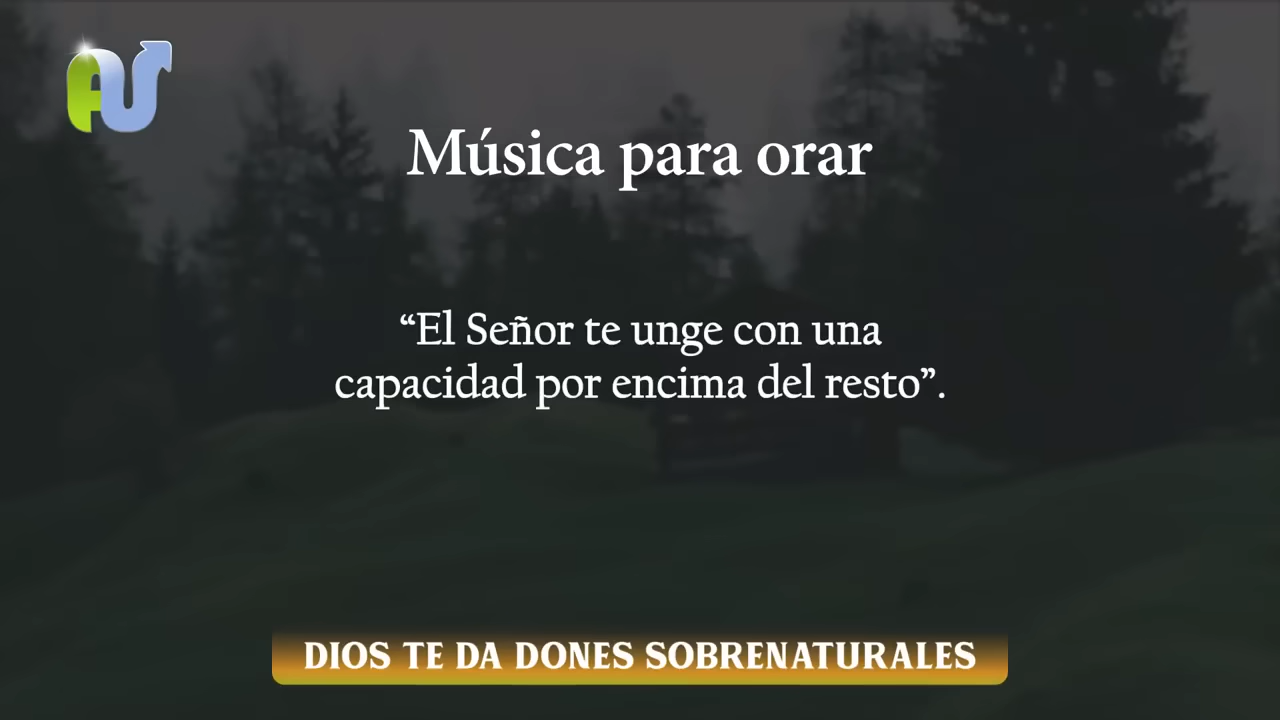 AU
Música para orar
“El Señor te unge con una
capacidad por encima del resto”.
DIOS TE DA DONES SOBRENATURALES